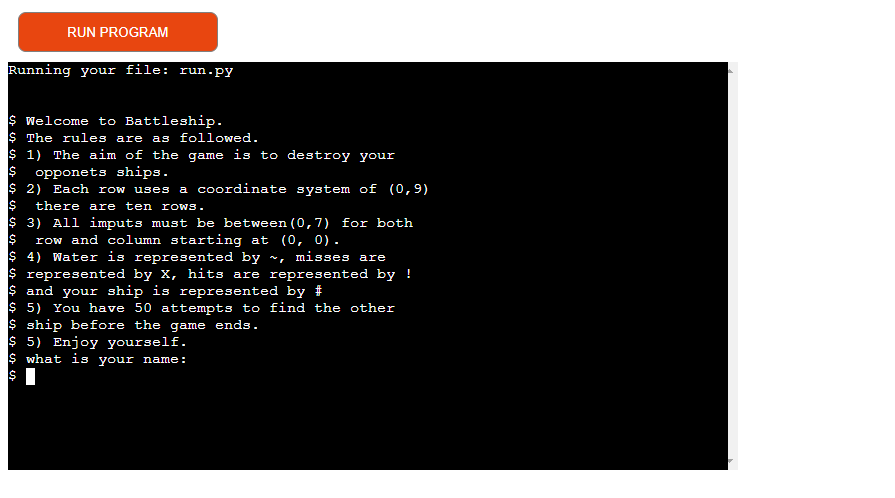 RUN PROGRAM
Running your file: run.py
$ Welcome to Battleship.
$ The rules are as followed.
$ 1) The aim of the game is to destroy your
$  opponets ships.
$ 2) Each row uses a coordinate system of (0,9)
$  there are ten rows.
$ 3) All imputs must be between(0,7) for both
$  row and column starting at (0, 0).
$ 4) Water is represented by ~, misses are
$ represented by X, hits are represented by !
$ and your ship is represented by #
$ 5) You have 50 attempts to find the other
$ ship before the game ends.
$ 5) Enjoy yourself.
$ what is your name:
$